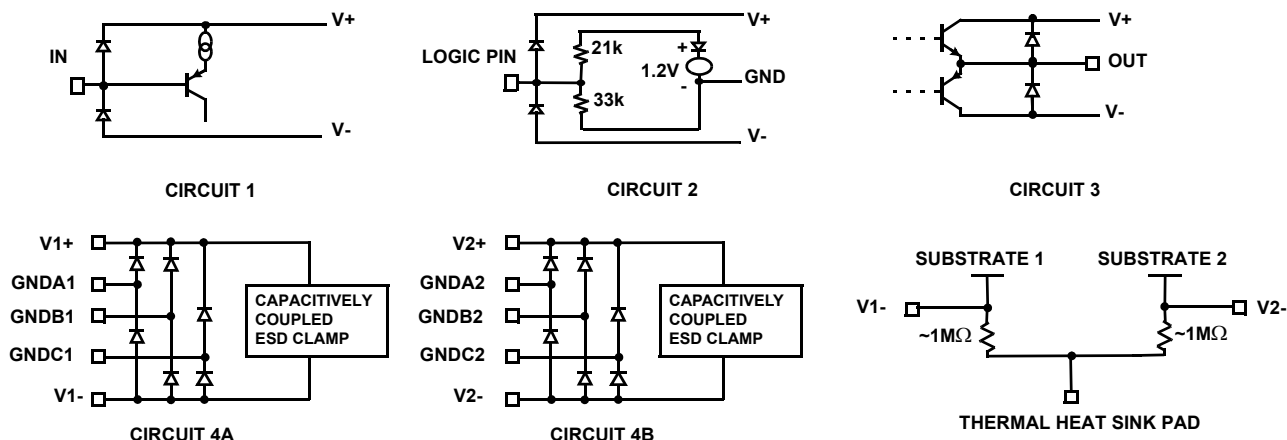 V+
IN
V-
CIRCUIT 1
V+
LOGIC PIN
21k
33k
+
1.2V
-
GND
V-
CIRCUIT 2
V+
OUT
V-
CIRCUIT 3
V1+
GNDA1
GNDB1
GNDC1
V1-
CAPACITIVELY
COUPLED
ESD CLAMP
CIRCUIT 4A
V2+
GNDA2
GNDB2
GNDC2
V2-
CAPACITIVELY
COUPLED
ESD CLAMP
CIRCUIT 4B
SUBSTRATE 1
SUBSTRATE 2
V1-
~1MΩ
~1MΩ
V2-
THERMAL HEAT SINK PAD